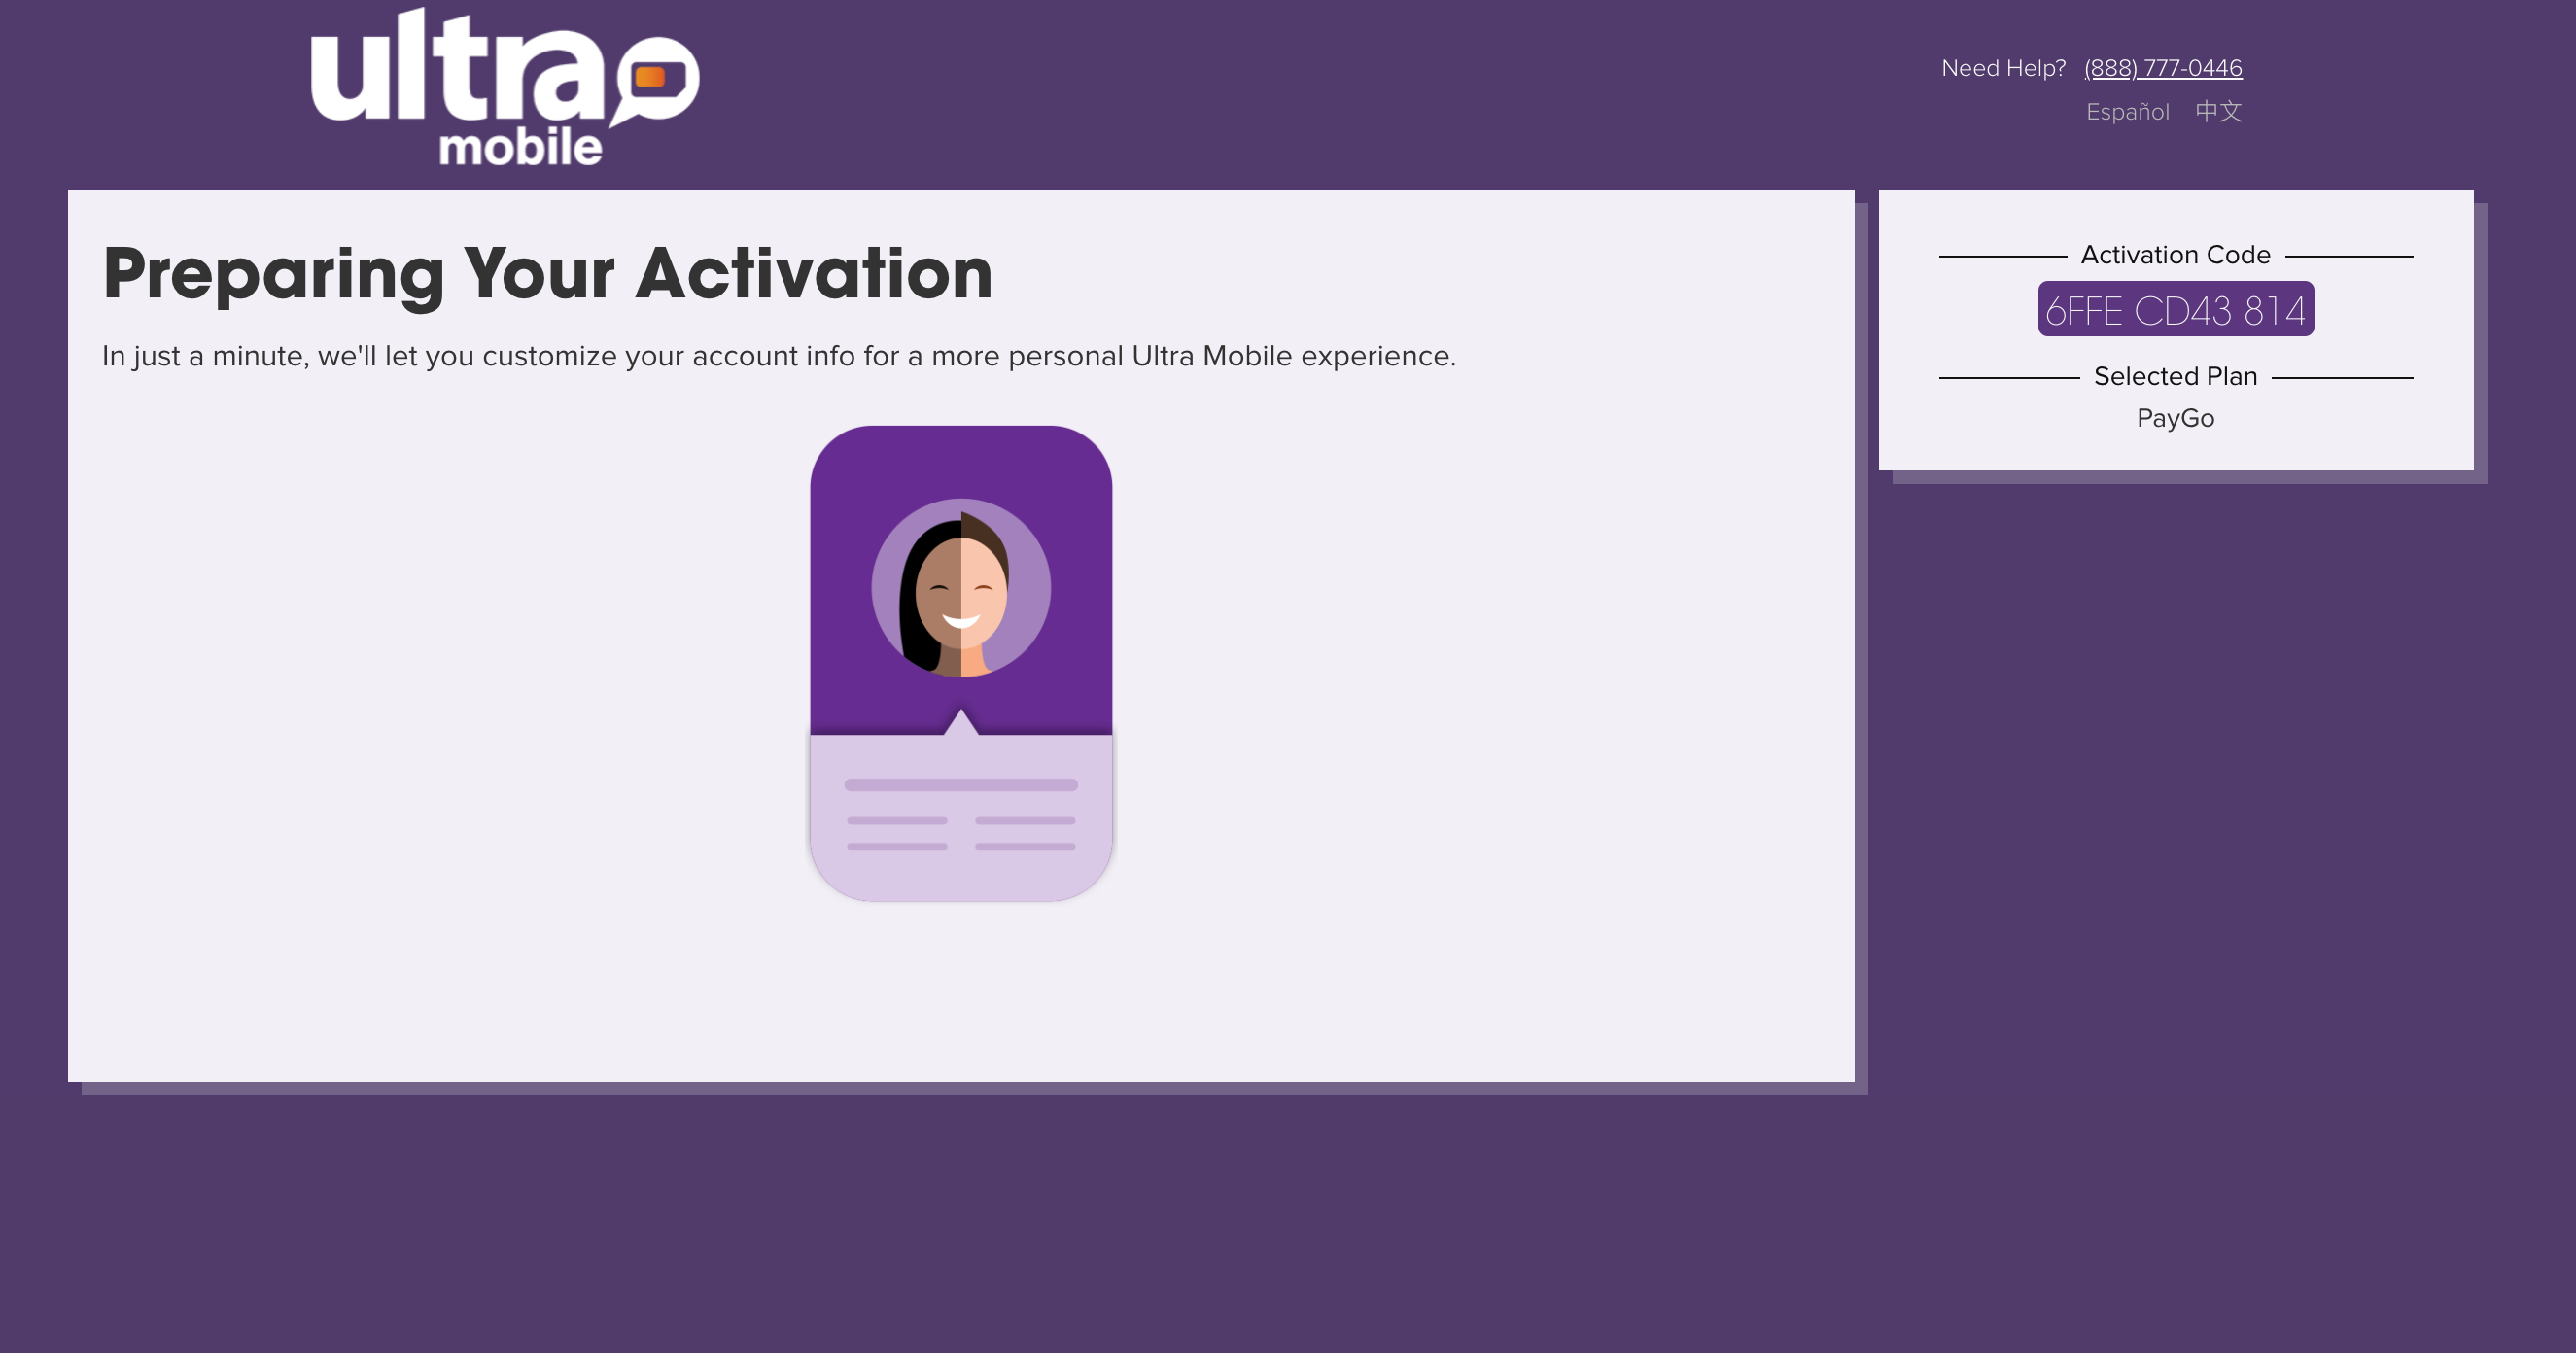 ultra
mobile
Need Help? (888) 777-0446
Español 中文
Preparing Your Activation
In just a minute, we'll let you customize your account info for a more personal Ultra Mobile experience.
Activation Code
6FFE CD43 814
Selected Plan
PayGo